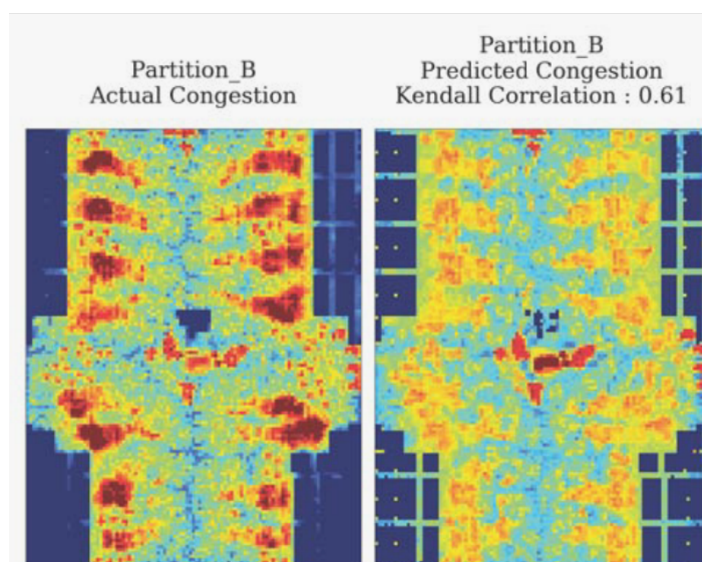 Partition_B
Actual Congestion
Partition_B
Predicted Congestion
Kendall Correlation : 0.61